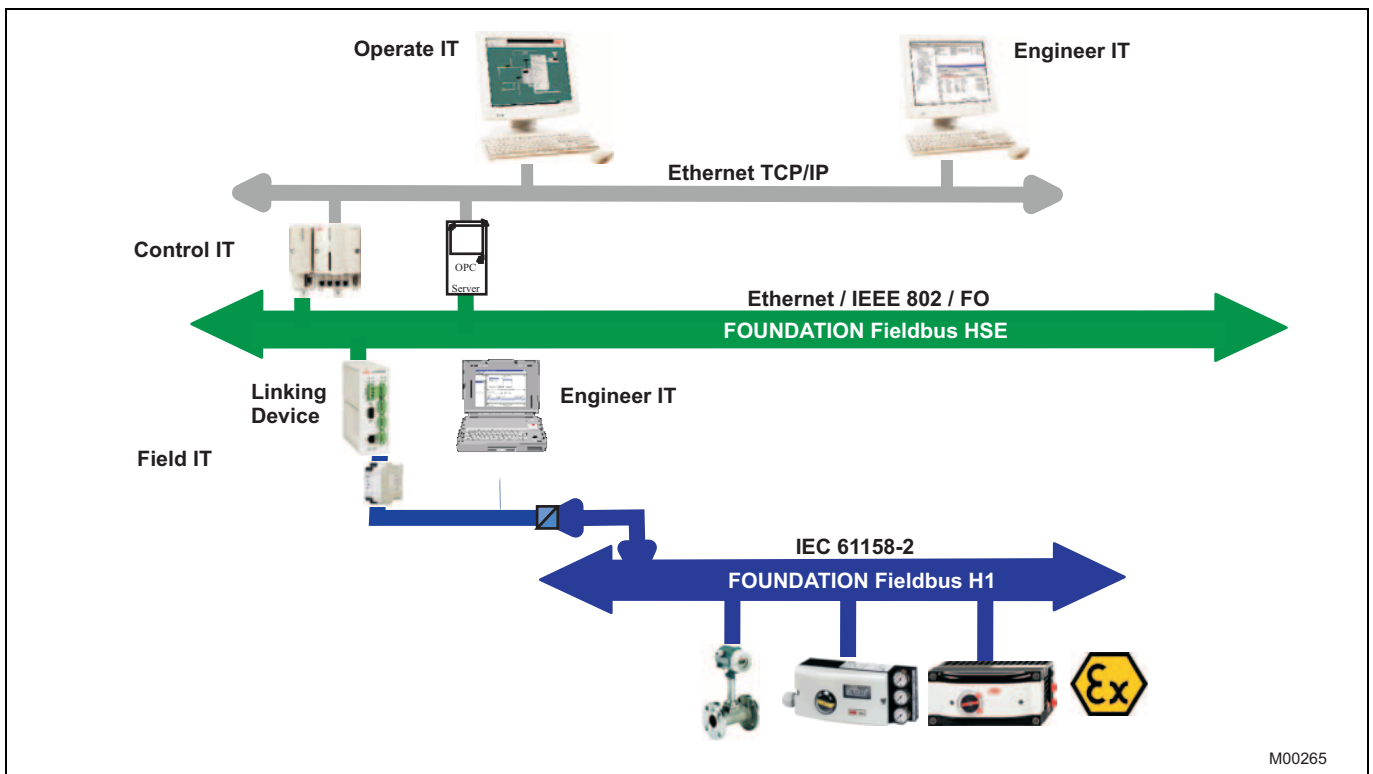 Operate IT
Engineer IT
Ethernet TCP/IP
Control IT
OPC
Server
Ethernet / IEEE 802 / FO
FOUNDATION Fieldbus HSE
Linking
Device
Engineer IT
Field IT
IEC 61158-2
FOUNDATION Fieldbus H1
Ex
M00265